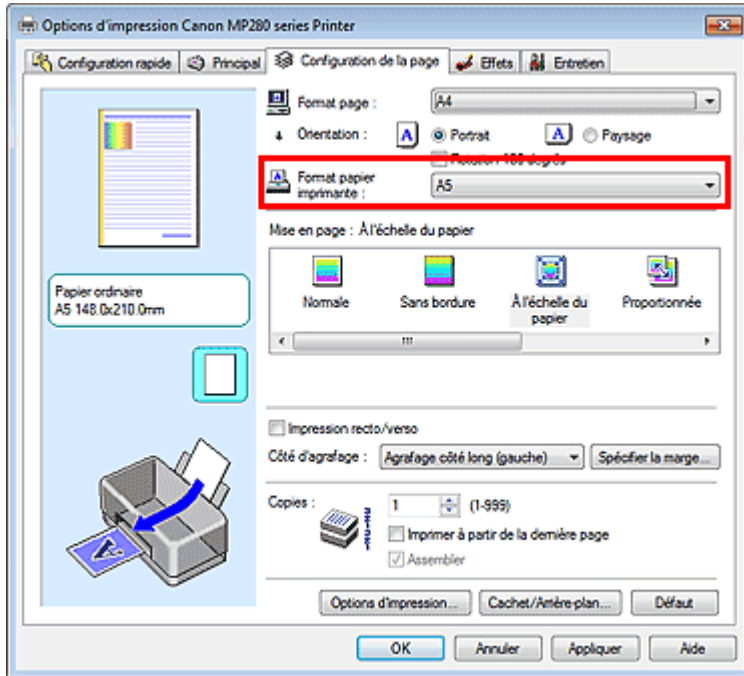 Options d'impression Canon MP280 series Printer
Configuration rapide
Principal
Configuration de la page
Effets
Entretien
Format page :
A4
Orientation :
A
Portrait
A
Paysage
Rotation 180 degrés
Format papier
imprimante :
A5
Mise en page : À l'échelle du papier
Normale
Sans bordure
À l'échelle du
papier
Proportionnée
Papier ordinaire
A5 148.0x210.0mm
Impression recto/verso
Côté d'agrafage :
Agrafage côté long (gauche)
Spécifier la marge...
Copies :
1
(1-999)
Imprimer à partir de la dernière page
Assembler
Options d'impression...
Cachet/Arrière-plan...
Défaut
OK
Annuler
Appliquer
Aide